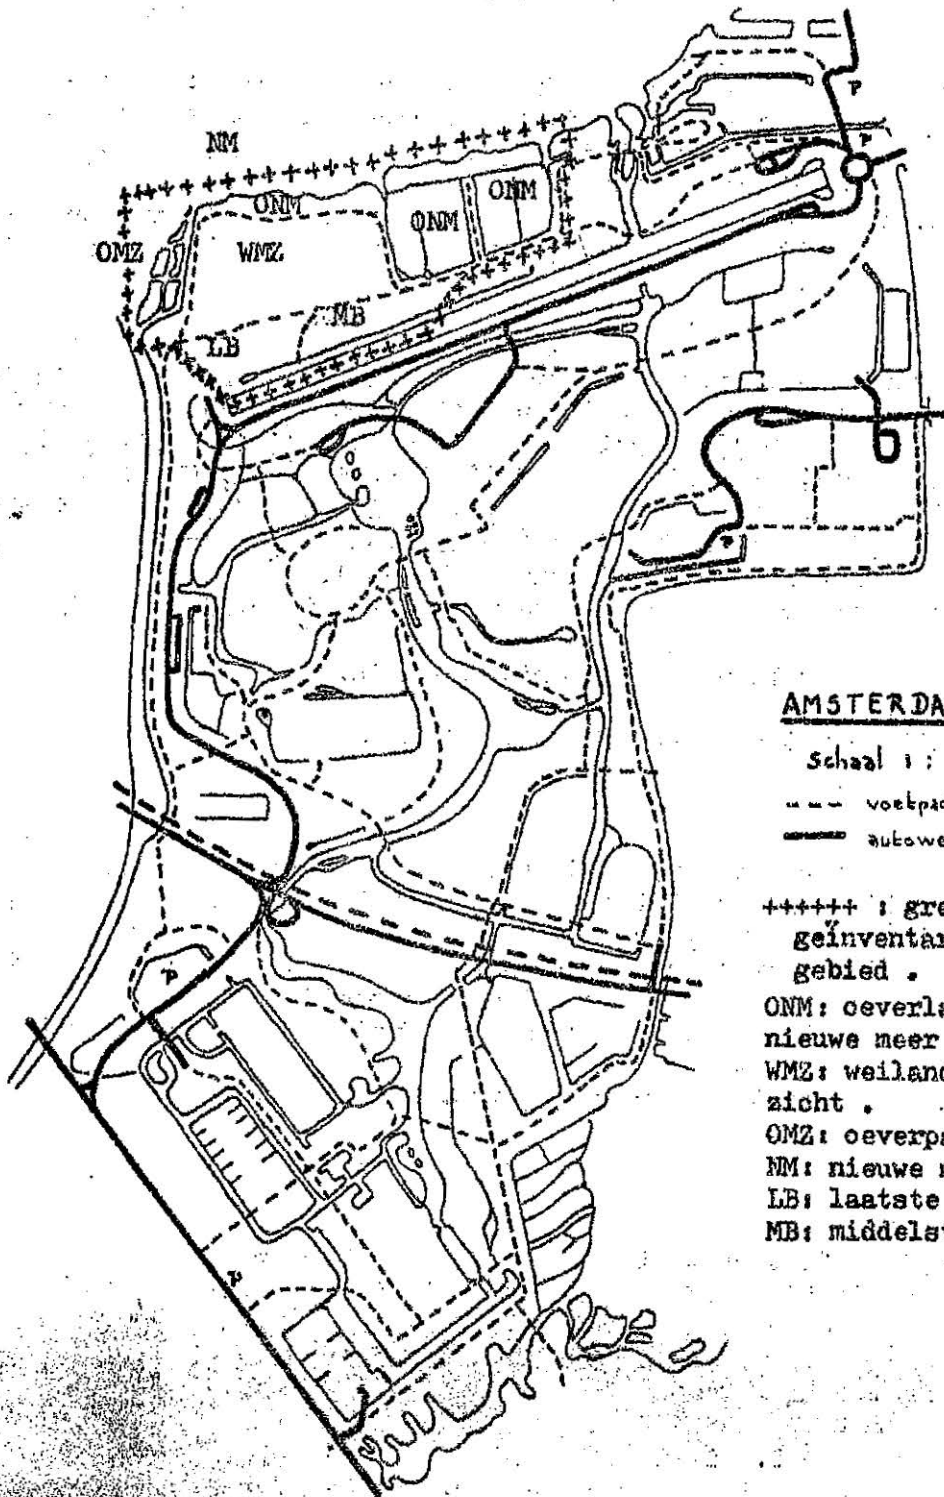 NM
P
P
ONM
ONM
ONM
OMZ
WMZ
MB
LB
P
AMSTERDA
Schaal 1 :
--- voetpa
autowe
++++++ : gre
geïnventar
gebied .
ONM: oeverla
nieuwe meer
WMZ: weiland
zicht .
OMZ: oeverpa
NM: nieuwe m
LB: laatste
MB: middelst
P
P